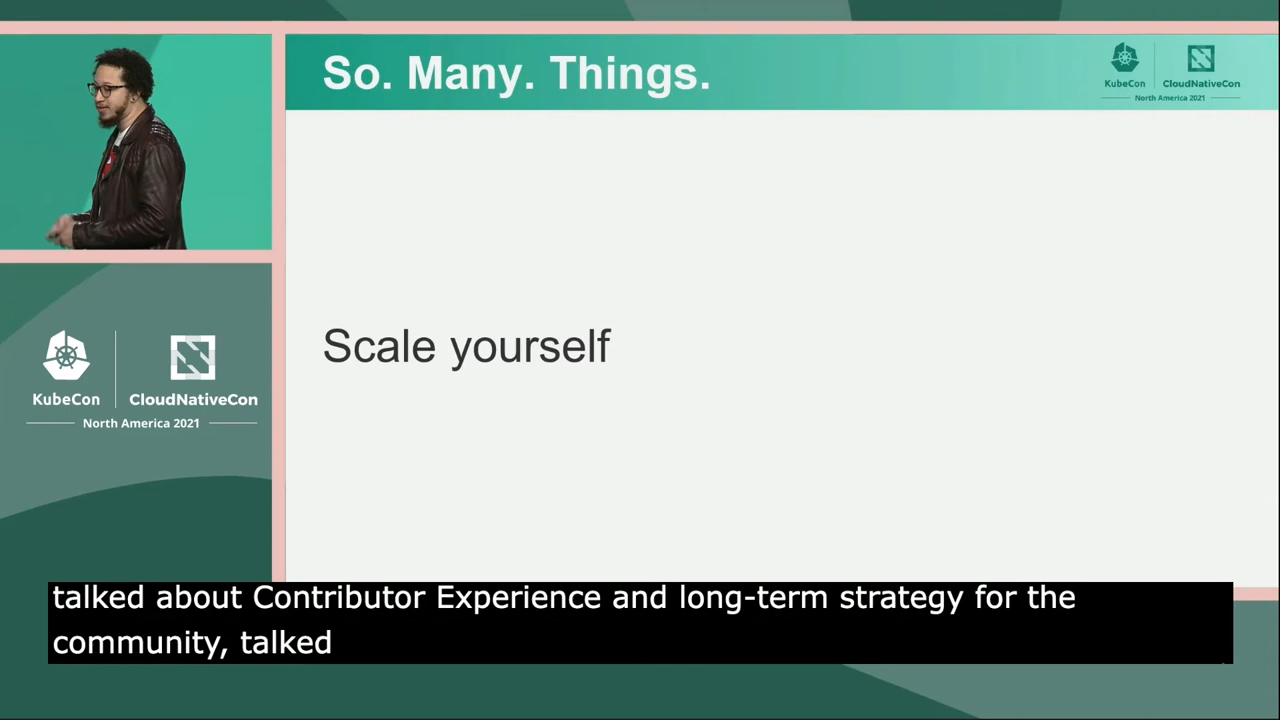 So. Many. Things.
KubeCon
CloudNativeCon
North America 2021
Scale yourself
KubeCon
CloudNativeCon
North America 2021
talked about Contributor Experience and long-term strategy for the
community, talked